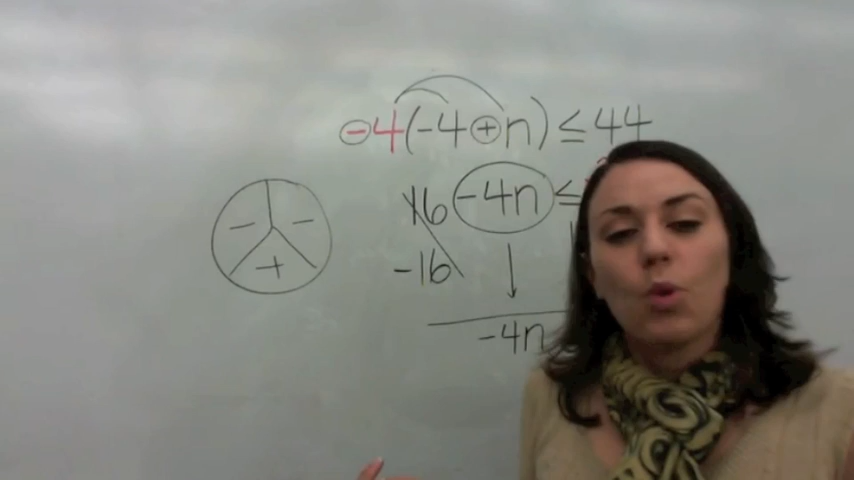 -4(-4+n) ≤ 44
16 -4n ≤
-16
-4n
- -
+